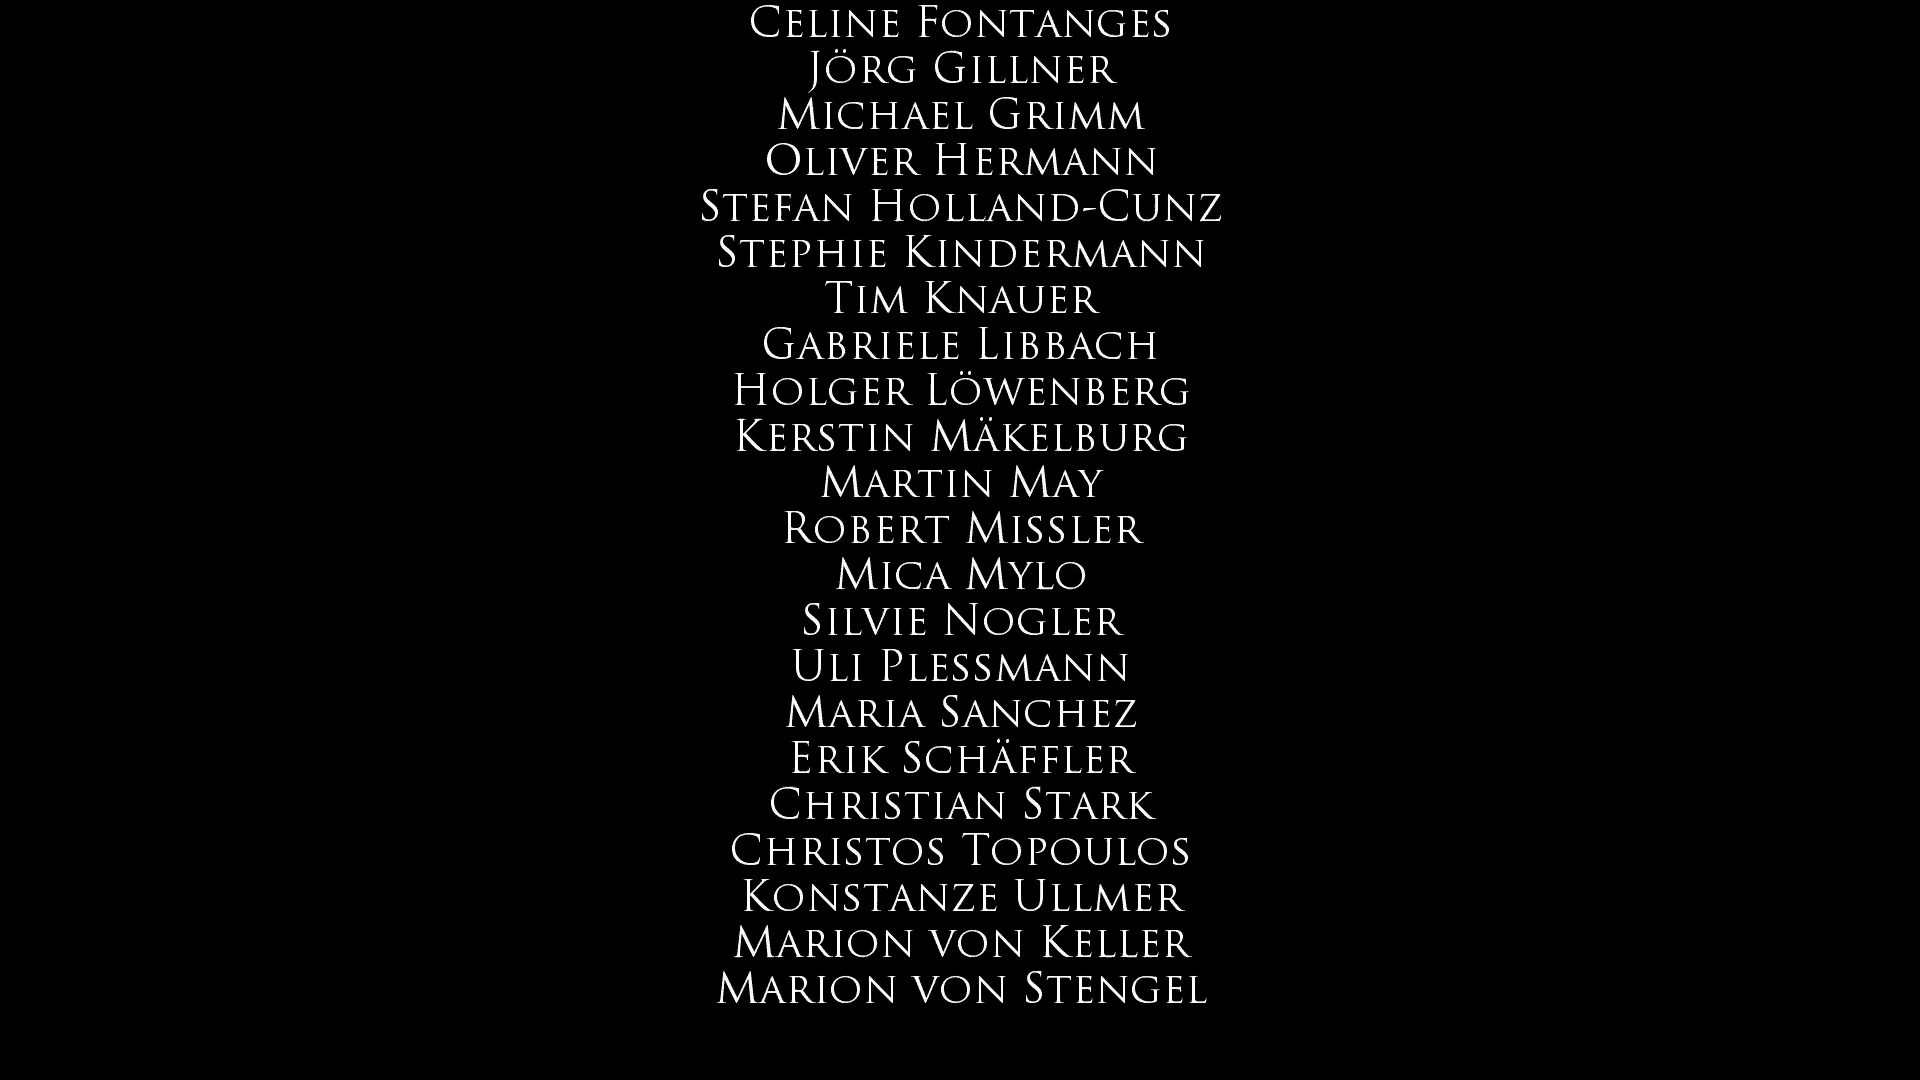 Celine Fontanges
Jörg Gillner
Michael Grimm
Oliver Hermann
Stefan Holland-Cunz
Stephie Kindermann
Tim Knauer
Gabriele Libbach
Holger Löwenberg
Kerstin Mäkelburg
Martin May
Robert Missler
Mica Mylo
Silvie Nogler
Uli Plessmann
Maria Sanchez
Erik Schäffler
Christian Stark
Christos Topoulos
Konstanze Ullmer
Marion von Keller
Marion von Stengel